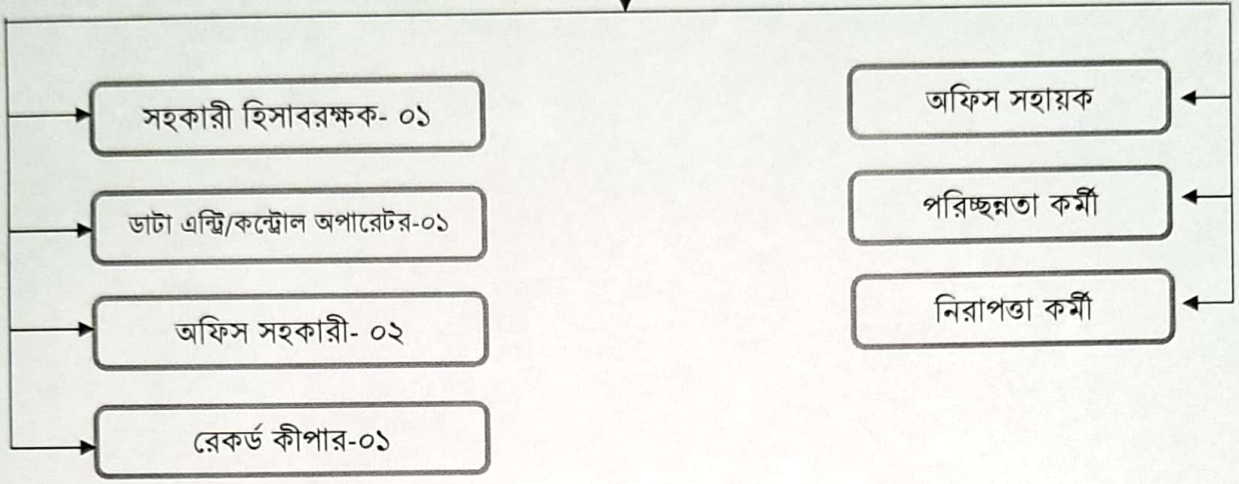 সহকারী হিসাবরক্ষক- ০১
ডাটা এন্ট্রি/কন্ট্রোল অপারেটর-০১
অফিস সহকারী- ০২
রেকর্ড কীপার-০১
অফিস সহায়ক
পরিচ্ছন্নতা কর্মী
নিরাপত্তা কর্মী